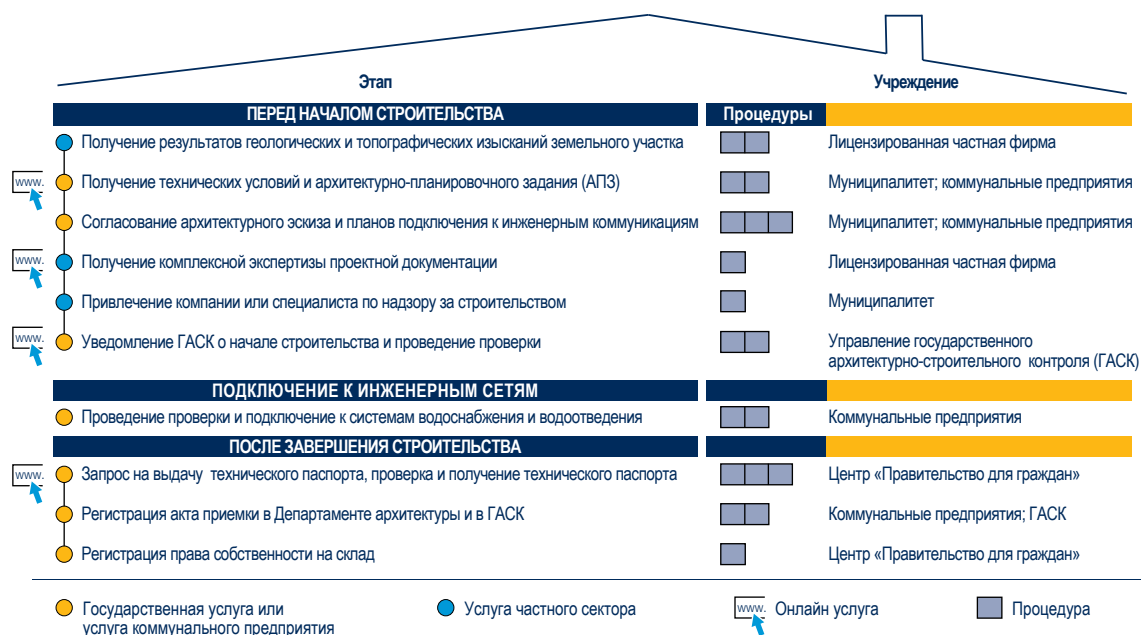 Этап
Учреждение
ПЕРЕД НАЧАЛОМ СТРОИТЕЛЬСТВА
Процедуры
Получение результатов геологических и топографических изысканий земельного участка
Лицензированная частная фирма
www.
Получение технических условий и архитектурно-планировочного задания (АПЗ)
Муниципалитет; коммунальные предприятия
Согласование архитектурного эскиза и планов подключения к инженерным коммуникациям
Муниципалитет; коммунальные предприятия
www.
Получение комплексной экспертизы проектной документации
Лицензированная частная фирма
Привлечение компании или специалиста по надзору за строительством
Муниципалитет
www.
Уведомление ГАСК о начале строительства и проведение проверки
Управление государственного
архитектурно-строительного контроля (ГАСК)
ПОДКЛЮЧЕНИЕ К ИНЖЕНЕРНЫМ СЕТЯМ
Проведение проверки и подключение к системам водоснабжения и водоотведения
Коммунальные предприятия
ПОСЛЕ ЗАВЕРШЕНИЯ СТРОИТЕЛЬСТВА
www.
Запрос на выдачу технического паспорта, проверка и получение технического паспорта
Центр «Правительство для граждан»
Регистрация акта приемки в Департаменте архитектуры и в ГАСК
Коммунальные предприятия; ГАСК
Регистрация права собственности на склад
Центр «Правительство для граждан»
Государственная услуга или
услуга коммунального предприятия
Услуга частного сектора
www.
Онлайн услуга
Процедура